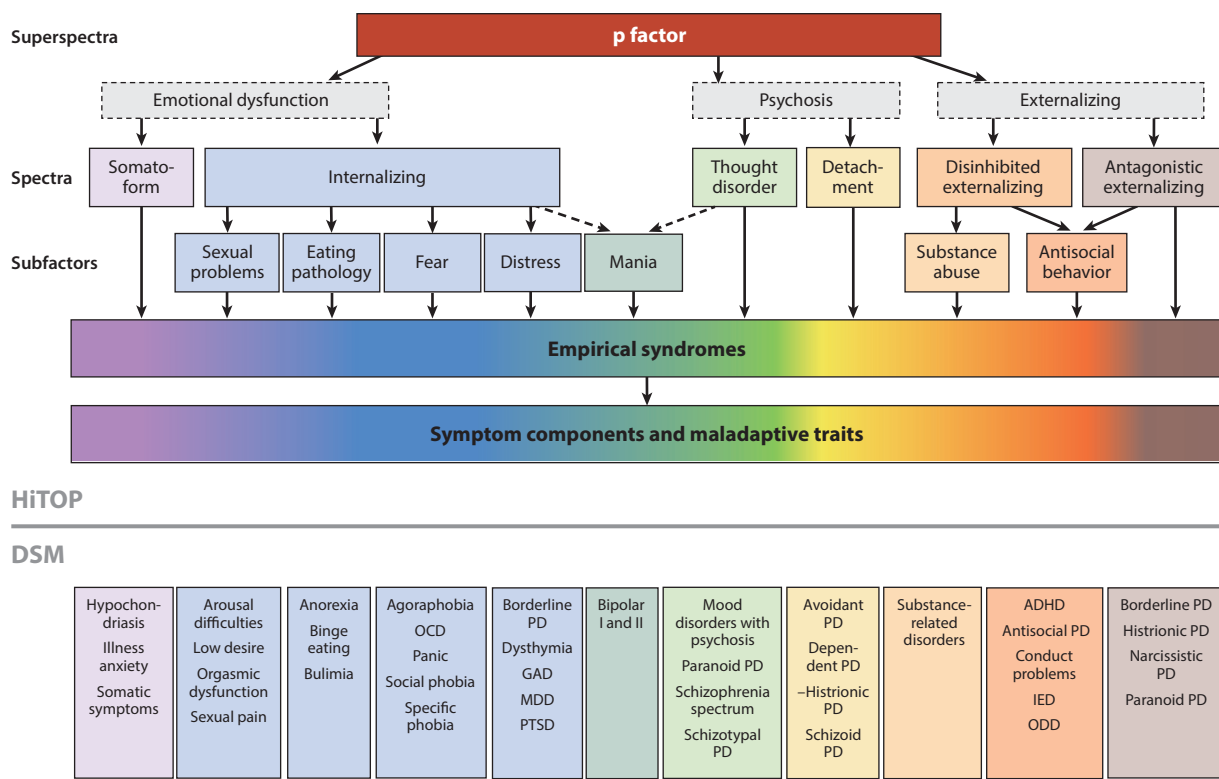 Superspectra
p factor
Emotional dysfunction
Psychosis
Externalizing
Spectra
Somato-
form
Internalizing
Thought
disorder
Detach-
ment
Disinhibited
externalizing
Antagonistic
externalizing
Subfactors
Sexual
problems
Eating
pathology
Fear
Distress
Mania
Substance
abuse
Antisocial
behavior
Empirical syndromes
Symptom components and maladaptive traits
HiTOP
DSM
Hypochon-
driasis
Illness
anxiety
Somatic
symptoms
Arousal
difficulties
Low desire
Orgasmic
dysfunction
Sexual pain
Anorexia
Binge
eating
Bulimia
Agoraphobia
OCD
Panic
Social phobia
Specific
phobia
Borderline
PD
Dysthymia
GAD
MDD
PTSD
Bipolar
I and II
Mood
disorders with
psychosis
Paranoid PD
Schizophrenia
spectrum
Schizotypal
PD
Avoidant
PD
Depen-
dent PD
–Histrionic
PD
Schizoid
PD
Substance-
related
disorders
ADHD
Antisocial PD
Conduct
problems
IED
ODD
Borderline PD
Histrionic PD
Narcissistic
PD
Paranoid PD